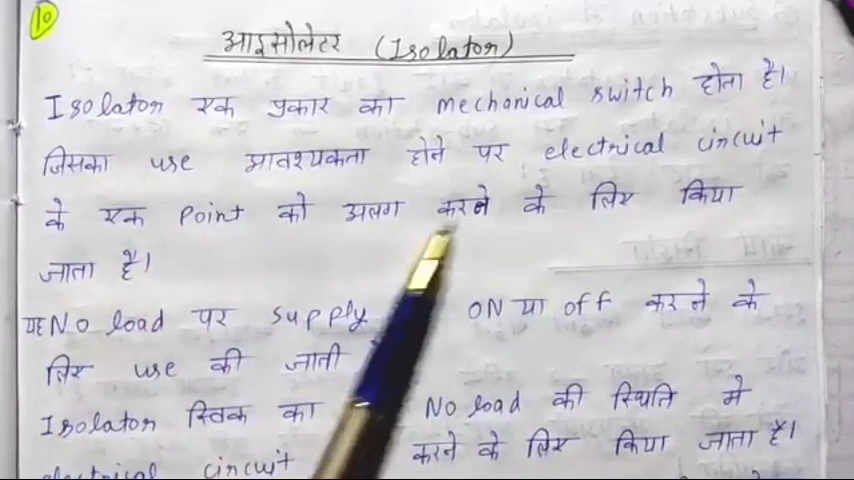 10
आइसोलेटर (Isolator)
Isolator एक प्रकार का mechanical switch होता है।
जिसका use आवश्यकता होने पर electrical circuit
के एक Point को अलग करने के लिए किया
जाता है।
यह No load पर supply ON या off करने के
लिए use की जाती
Isolator स्विक का No load की स्थिति मे
electrical circuit करने के लिए किया जाता है।